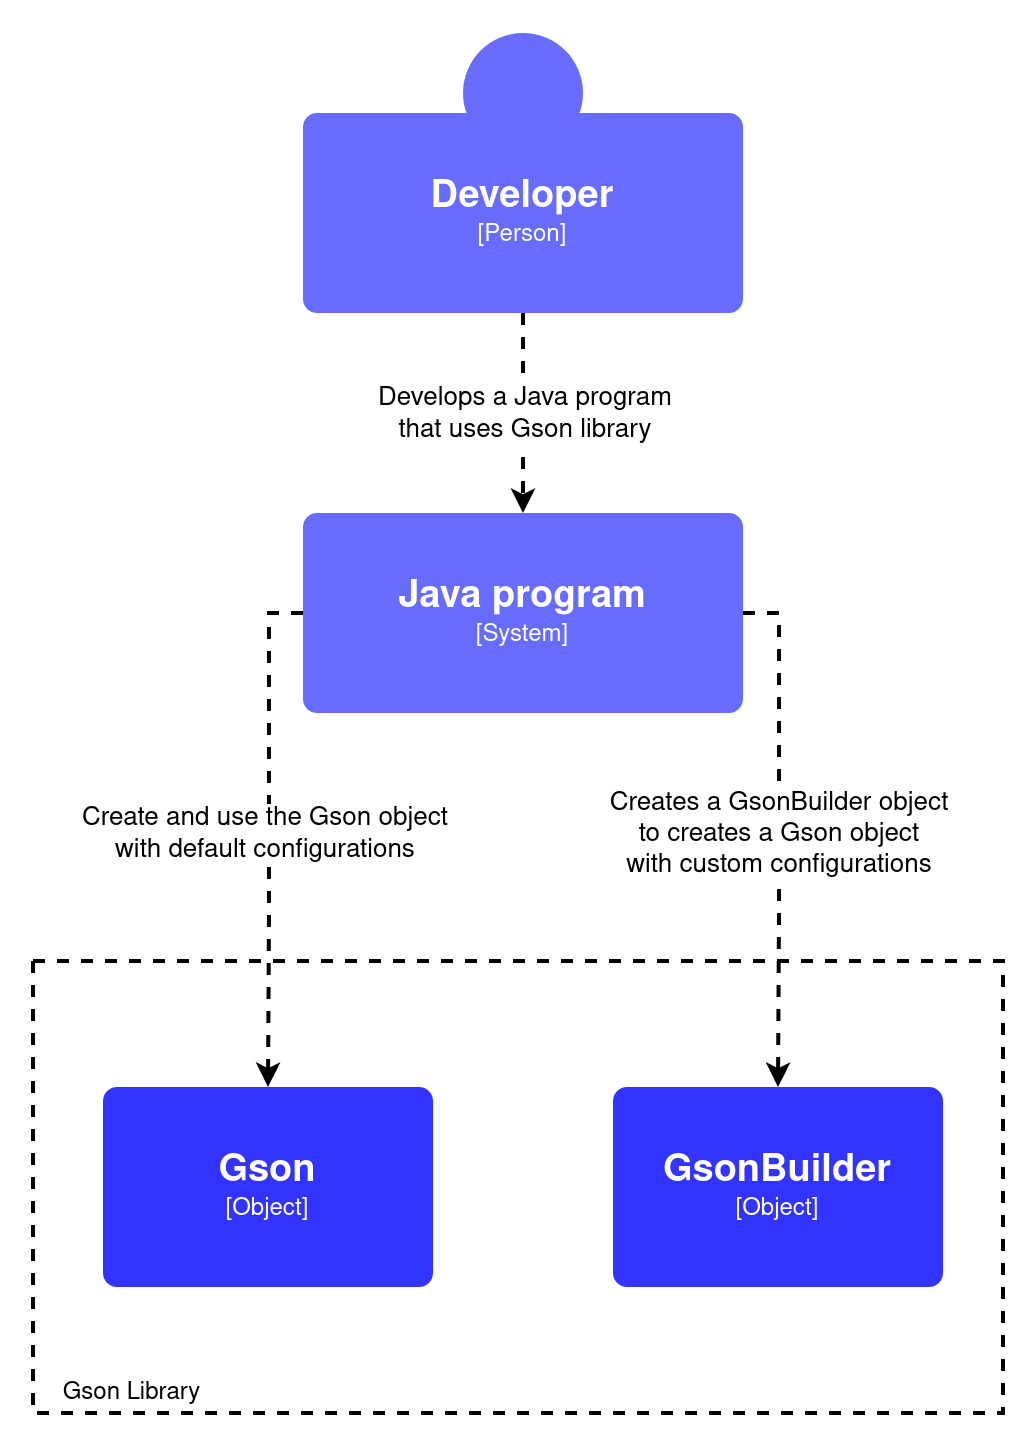 Developer
[Person]
Develops a Java program
that uses Gson library
Java program
[System]
Create and use the Gson object
with default configurations
Creates a GsonBuilder object
to creates a Gson object
with custom configurations
Gson
[Object]
GsonBuilder
[Object]
Gson Library